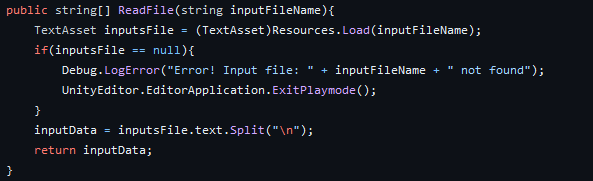 public string[] ReadFile(string inputFileName){
    TextAsset inputsFile = (TextAsset)Resources.Load(inputFileName);
    if(inputsFile == null){
        Debug.LogError("Error! Input file: " + inputFileName + " not found");
        UnityEditor.EditorApplication.ExitPlaymode();
    }
    inputData = inputsFile.text.Split("\n");
    return inputData;
}